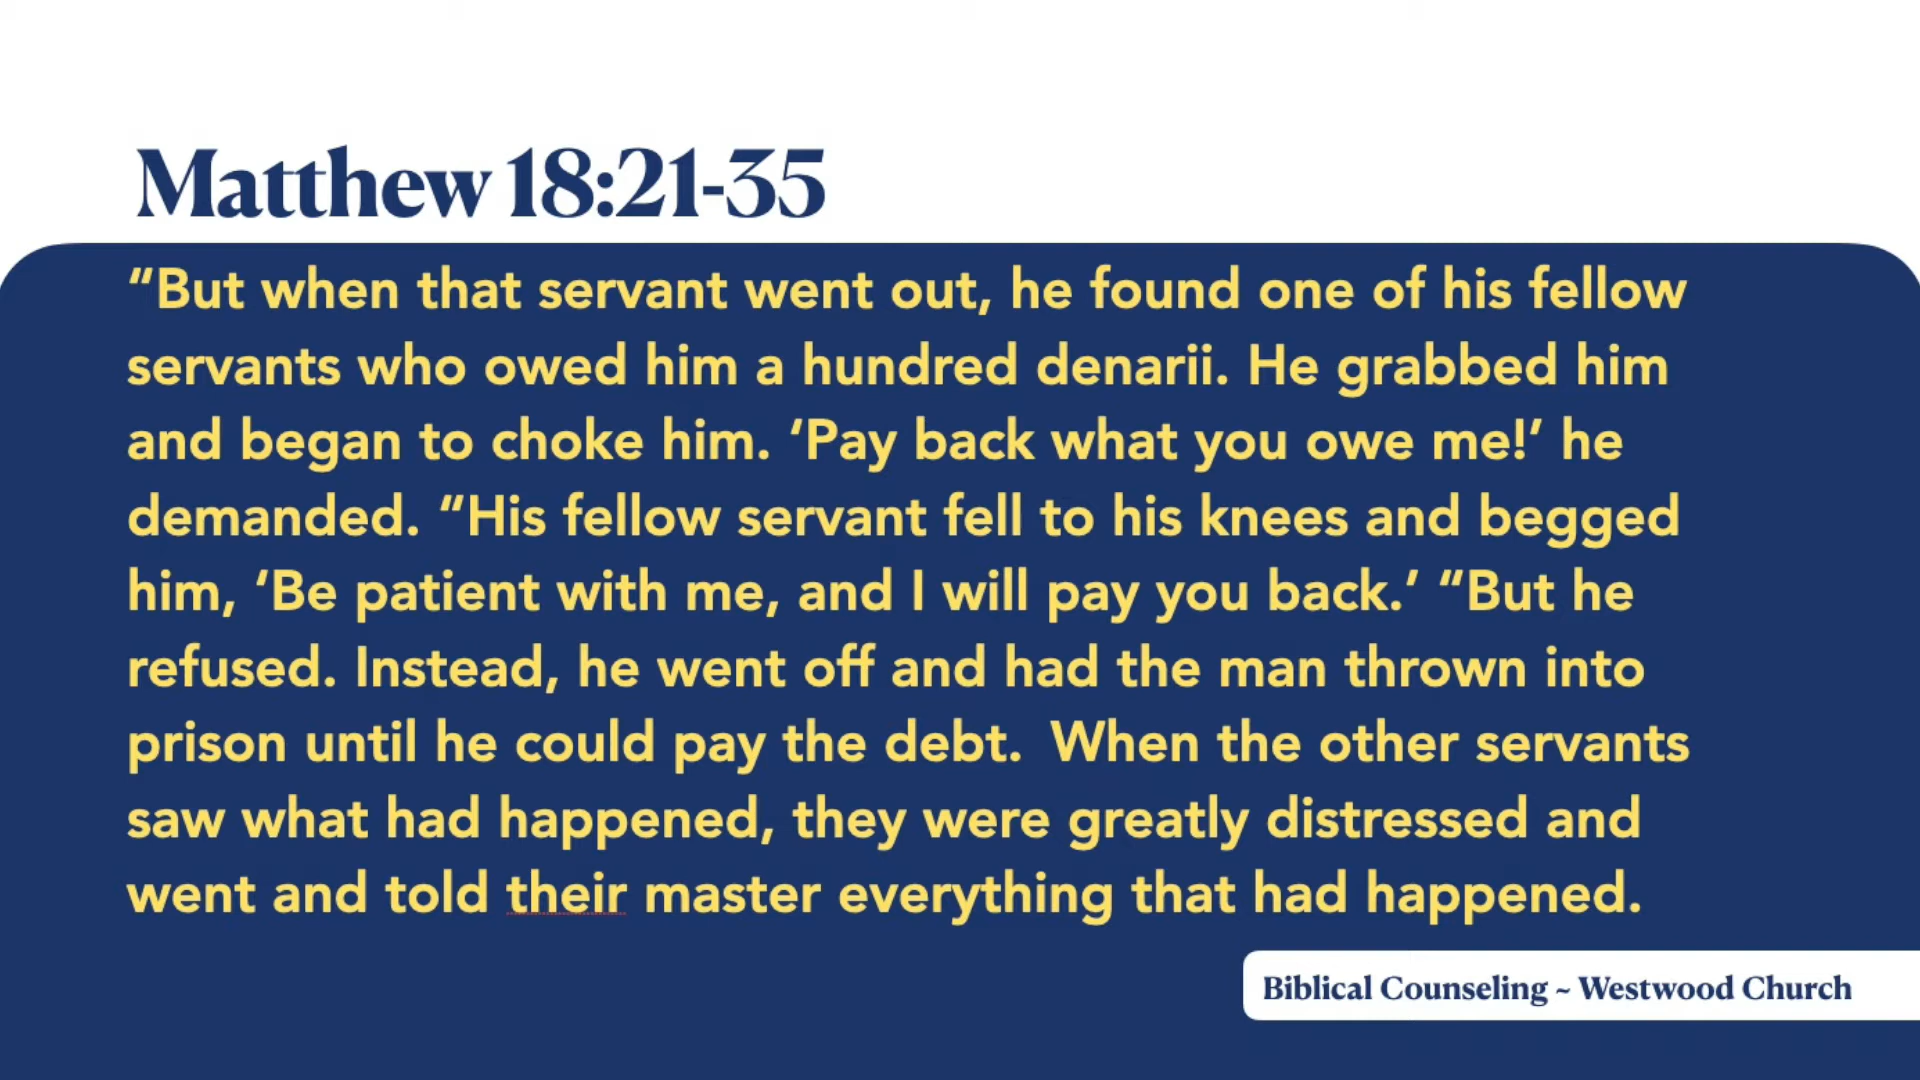 Matthew 18:21-35
“But when that servant went out, he found one of his fellow
servants who owed him a hundred denarii. He grabbed him
and began to choke him. ‘Pay back what you owe me!’ he
demanded. “His fellow servant fell to his knees and begged
him, ‘Be patient with me, and I will pay you back.’ “But he
refused. Instead, he went off and had the man thrown into
prison until he could pay the debt.  When the other servants
saw what had happened, they were greatly distressed and
went and told their master everything that had happened.
Biblical Counseling ~ Westwood Church